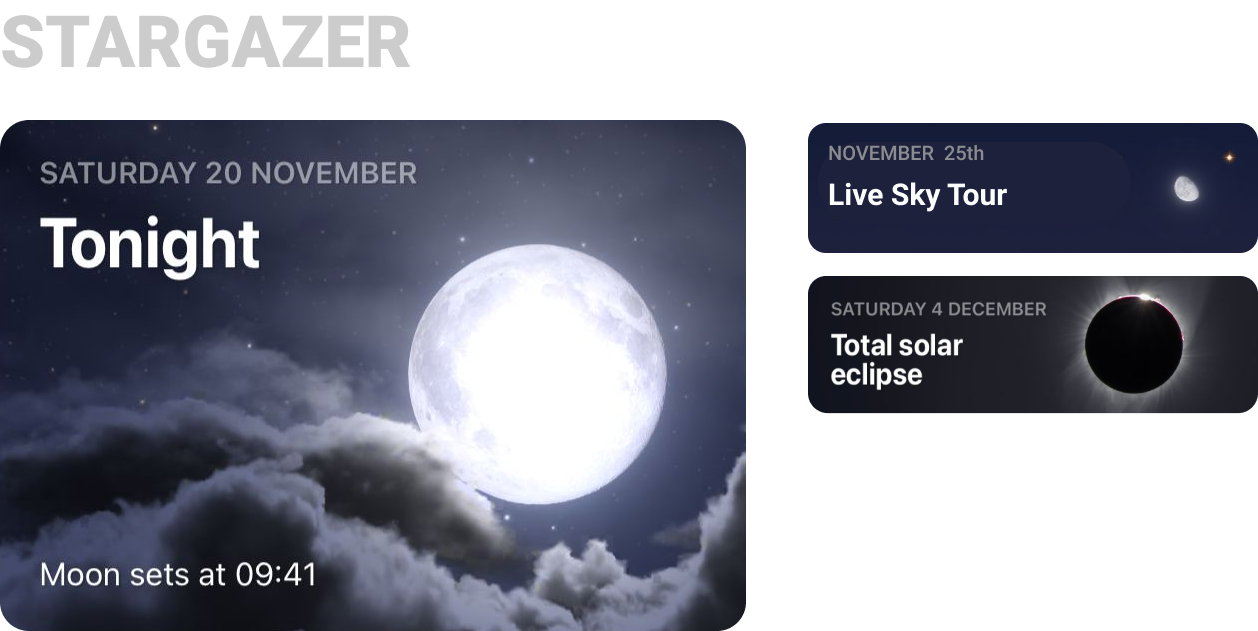 STARGAZER
SATURDAY 20 NOVEMBER
Tonight
Moon sets at 09:41
NOVEMBER 25th
Live Sky Tour
SATURDAY 4 DECEMBER
Total solar
eclipse